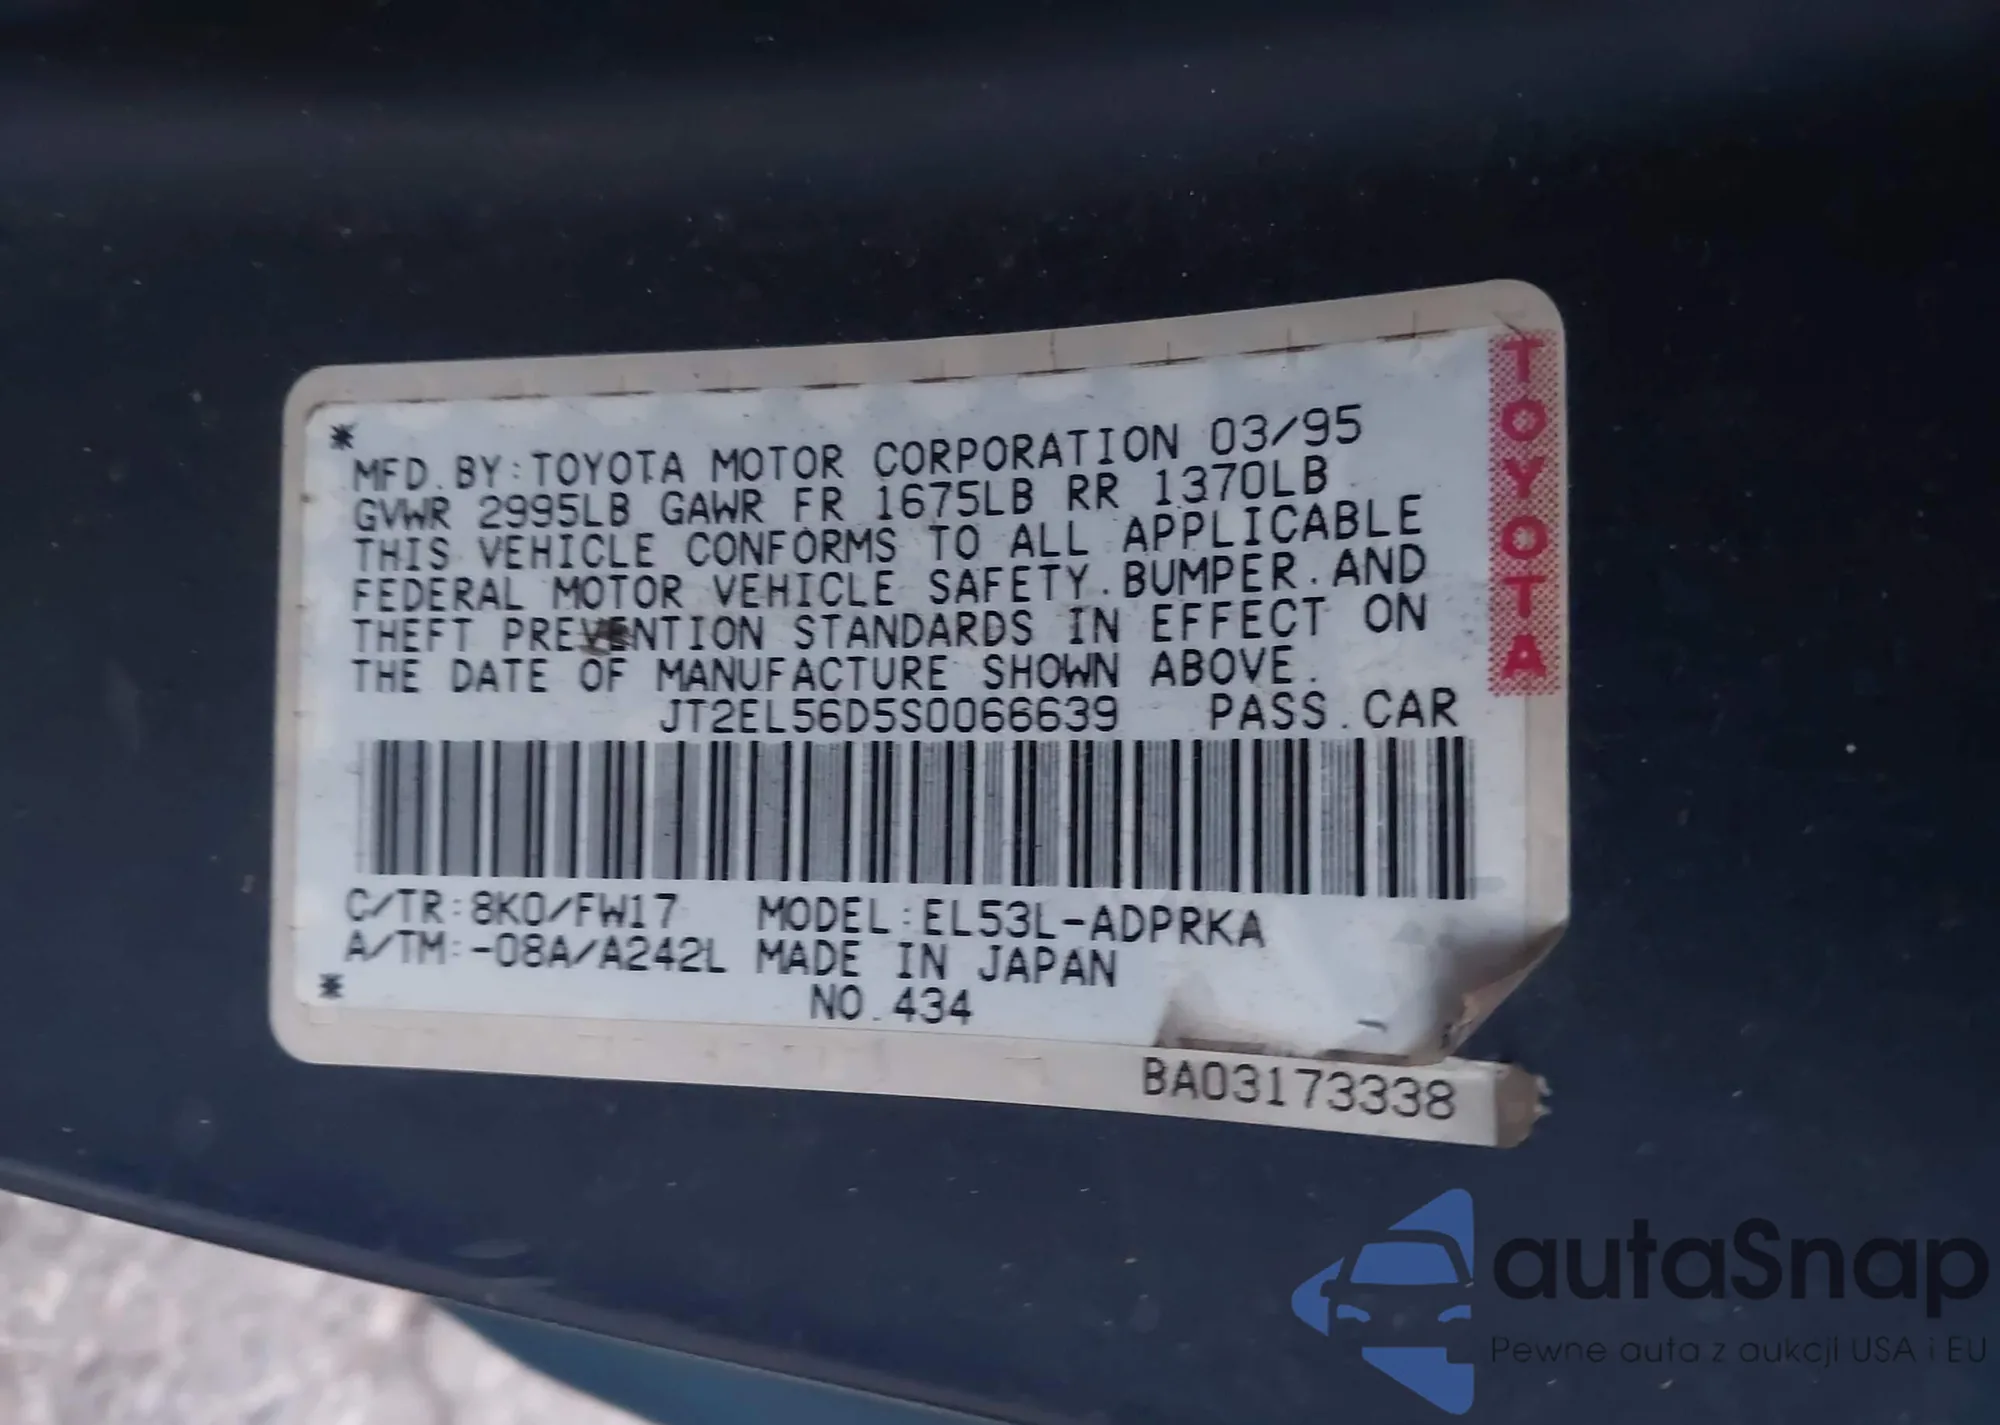 MFD. BY: TOYOTA MOTOR CORPORATION 03/95
GVWR 2995LB GAWR FR 1675LB RR 1370LB
THIS VEHICLE CONFORMS TO ALL APPLICABLE
FEDERAL MOTOR VEHICLE SAFETY. BUMPER. AND
THEFT PREVENTION STANDARDS IN EFFECT ON
THE DATE OF MANUFACTURE SHOWN ABOVE.
JT2EL56D5S0066639 PASS. CAR
C/TR: 8K0/FW17 MODEL: EL53L-ADPRKA
A/TM: -08A/A242L MADE IN JAPAN
NO. 434
BA03173338
TOYOTA
autaSnap
Pewne auta z aukcji USA i EU